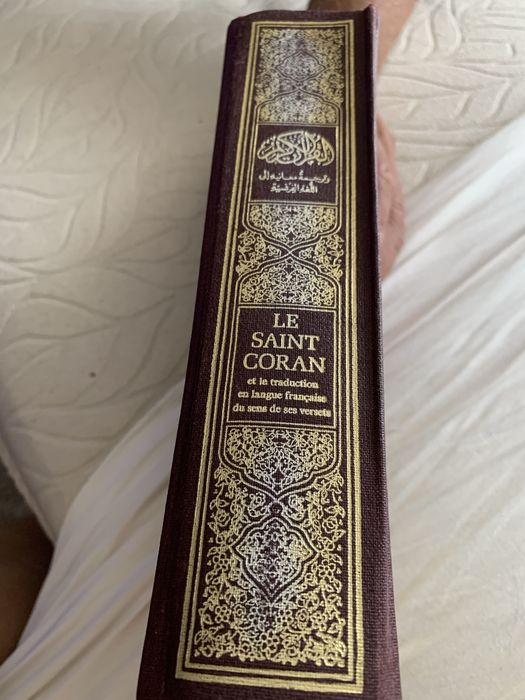 القرآن الكريم
وترجمة معانيه إلى
اللغة الفرنسية
LE
SAINT
CORAN
et la traduction
en langue française
du sens de ses versets